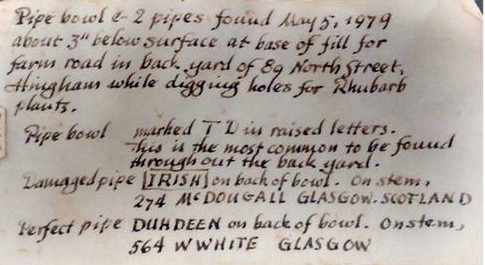 Pipe bowl & 2 pipes found May 5, 1979
about 3" below surface at base of fill for
farm road in back yard of 89 North Street,
Hingham while digging holes for Rhubarb
plants.
Pipe bowl marked T D in raised letters.
This is the most common to be found
throughout the back yard.
Damaged pipe IRISH on back of bowl. On stem,
274 McDOUGALL GLASGOW. SCOTLAND
Perfect pipe DUHDEEN on back of bowl. On stem,
564 W WHITE GLASGOW